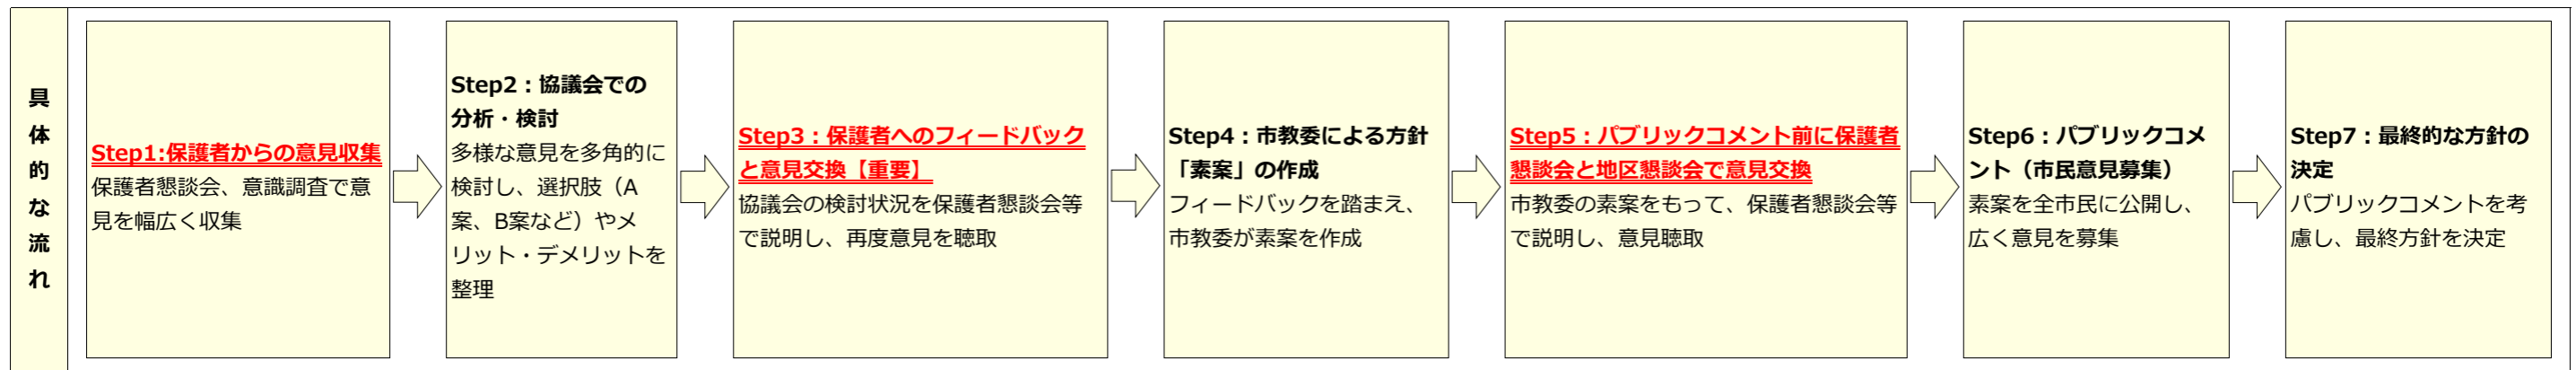 具体的な流れ
Step1:保護者からの意見収集
保護者懇談会、意識調査で意
見を幅広く収集
Step2：協議会での
分析・検討
多様な意見を多角的に
検討し、選択肢（A
案、B案など）やメ
リット・デメリットを
整理
Step3：保護者へのフィードバック
と意見交換【重要】
協議会の検討状況を保護者懇談会等
で説明し、再度意見を聴取
Step4：市教委による方針
「素案」の作成
フィードバックを踏まえ、
市教委が素案を作成
Step5：パブリックコメント前に保護者
懇談会と地区懇談会で意見交換
市教委の素案をもって、保護者懇談会等
で説明し、意見聴取
Step6：パブリックコメ
ント（市民意見募集）
素案を全市民に公開し、
広く意見を募集
Step7：最終的な方針の
決定
パブリックコメントを考
慮し、最終方針を決定